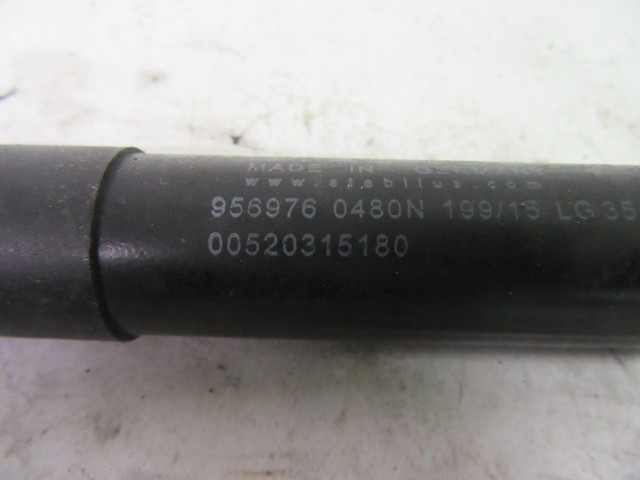 MADE IN GERMANY
www.stabilus.com
956976 0480N 199/15 LG 35
00520315180